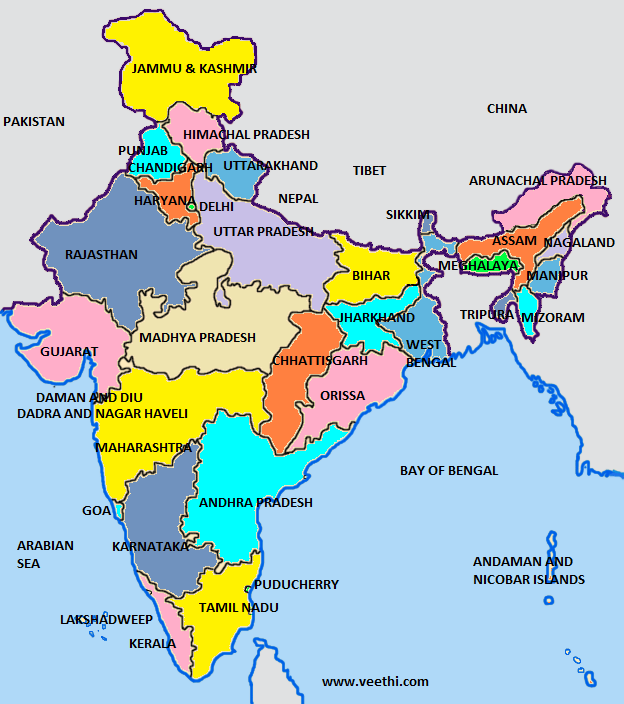 JAMMU & KASHMIR
CHINA
PAKISTAN
HIMACHAL PRADESH
PUNJAB
CHANDIGARH
UTTARAKHAND
TIBET
ARUNACHAL PRADESH
HARYANA
DELHI
NEPAL
SIKKIM
UTTAR PRADESH
ASSAM
NAGALAND
RAJASTHAN
MEGHALAYA
BIHAR
MANIPUR
TRIPURA
MIZORAM
JHARKHAND
MADHYA PRADESH
WEST
BENGAL
GUJARAT
CHHATTISGARH
ORISSA
DAMAN AND DIU
DADRA AND NAGAR HAVELI
MAHARASHTRA
BAY OF BENGAL
ANDHRA PRADESH
GOA
KARNATAKA
ARABIAN
SEA
ANDAMAN AND
NICOBAR ISLANDS
PUDUCHERRY
TAMIL NADU
LAKSHADWEEP
KERALA
www.veethi.com